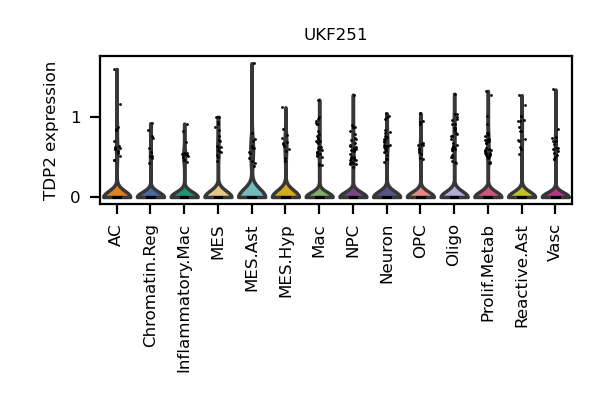 UKF251
TDP2 expression
1
0
AC
Chromatin.Reg
Inflammatory.Mac
MES
MES.Ast
MES.Hyp
Mac
NPC
Neuron
OPC
Oligo
Prolif.Metab
Reactive.Ast
Vasc